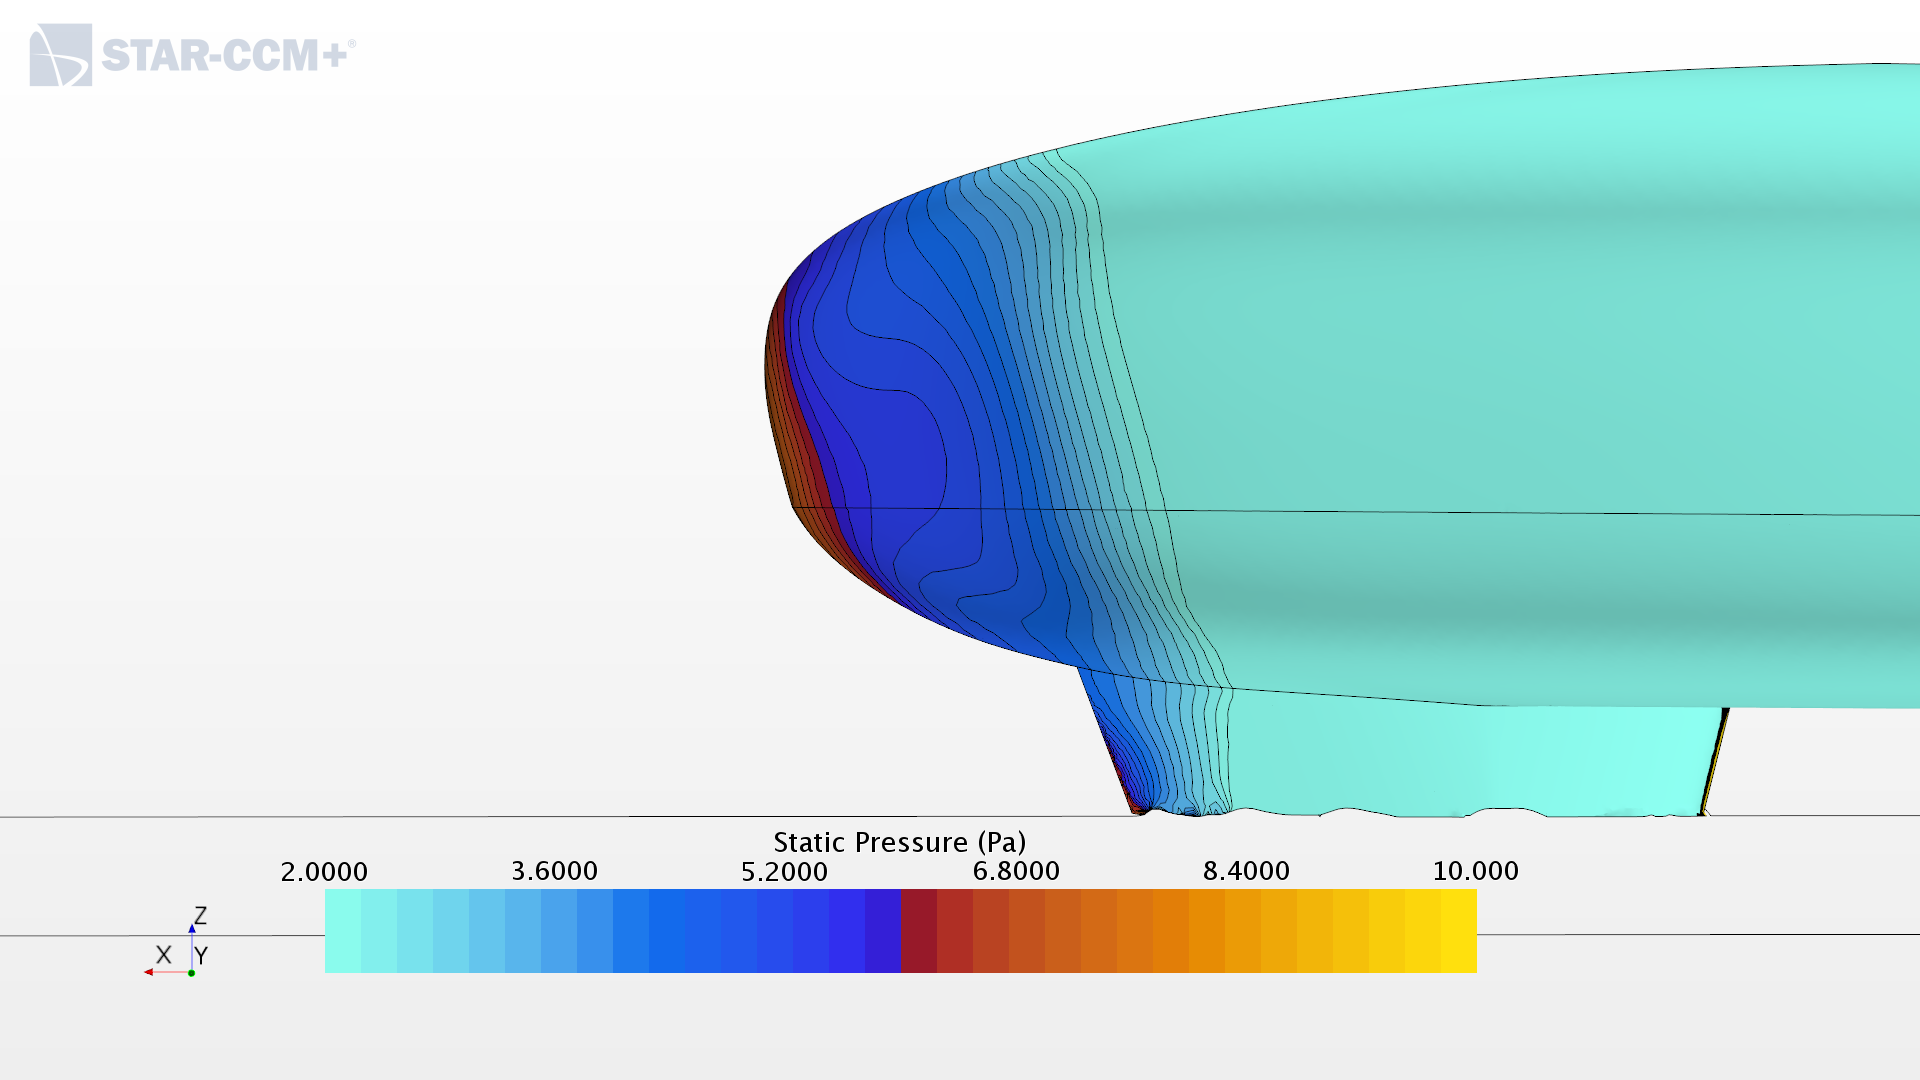 STAR-CCM+®
Static Pressure (Pa)
2.0000 3.6000 5.2000 6.8000 8.4000 10.000
Z
X Y